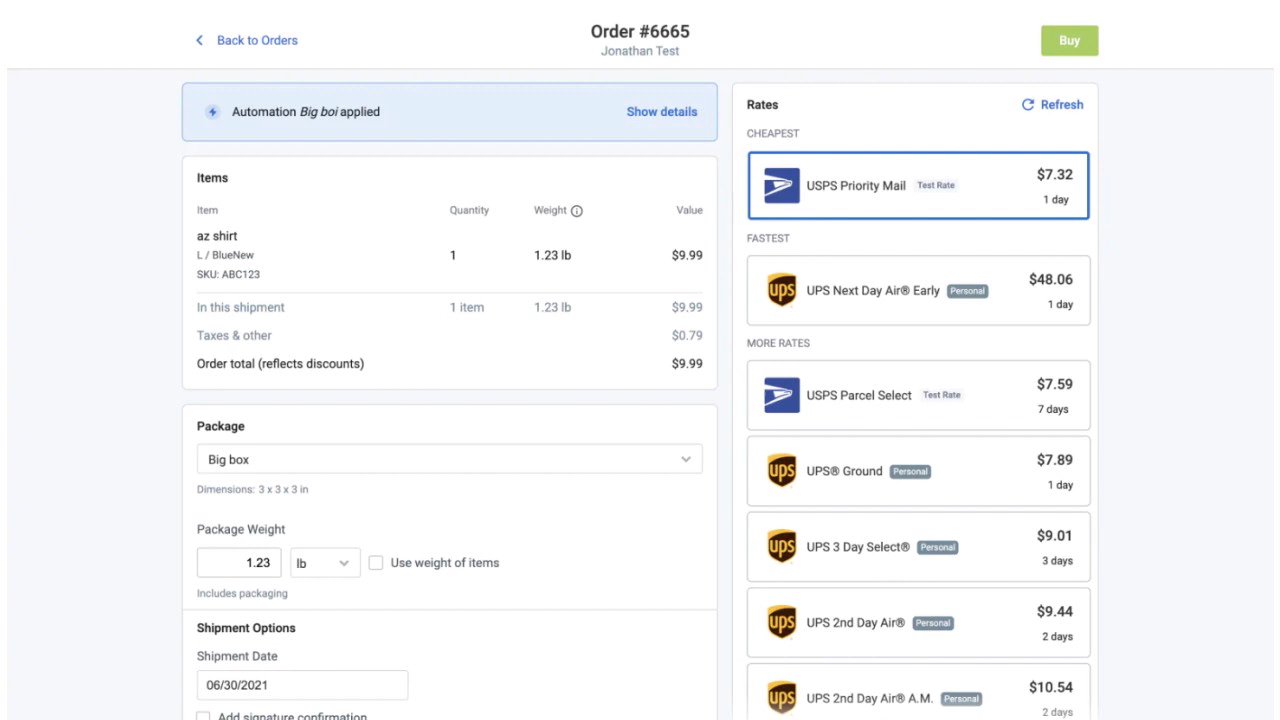 Back to Orders
Order #6665
Jonathan Test
Buy
Automation Big boi applied
Show details
Items
Item Quantity Weight Value
az shirt
L / BlueNew 1 1.23 lb $9.99
SKU: ABC123
In this shipment 1 item 1.23 lb $9.99
Taxes & other $0.79
Order total (reflects discounts) $9.99
Package
Big box
Dimensions: 3 x 3 x 3 in
Package Weight
1.23 lb Use weight of items
Includes packaging
Shipment Options
Shipment Date
06/30/2021
Add signature confirmation
Rates Refresh
CHEAPEST
USPS Priority Mail Test Rate $7.32
1 day
FASTEST
ups UPS Next Day Air® Early Personal $48.06
1 day
MORE RATES
USPS Parcel Select Test Rate $7.59
7 days
ups UPS® Ground Personal $7.89
1 day
ups UPS 3 Day Select® Personal $9.01
3 days
ups UPS 2nd Day Air® Personal $9.44
2 days
ups UPS 2nd Day Air® A.M. Personal $10.54
2 days